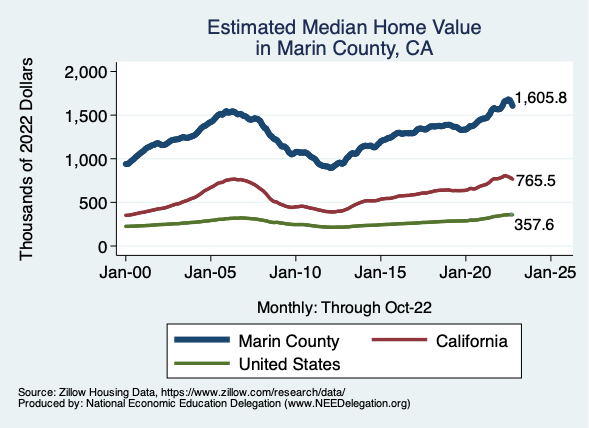 Estimated Median Home Value
in Marin County, CA
Thousands of 2022 Dollars
2,000
1,500
1,000
500
0
1,605.8
765.5
357.6
Jan-00 Jan-05 Jan-10 Jan-15 Jan-20 Jan-25
Monthly: Through Oct-22
Marin County California
United States
Source: Zillow Housing Data, https://www.zillow.com/research/data/
Produced by: National Economic Education Delegation (www.NEEDelegation.org)